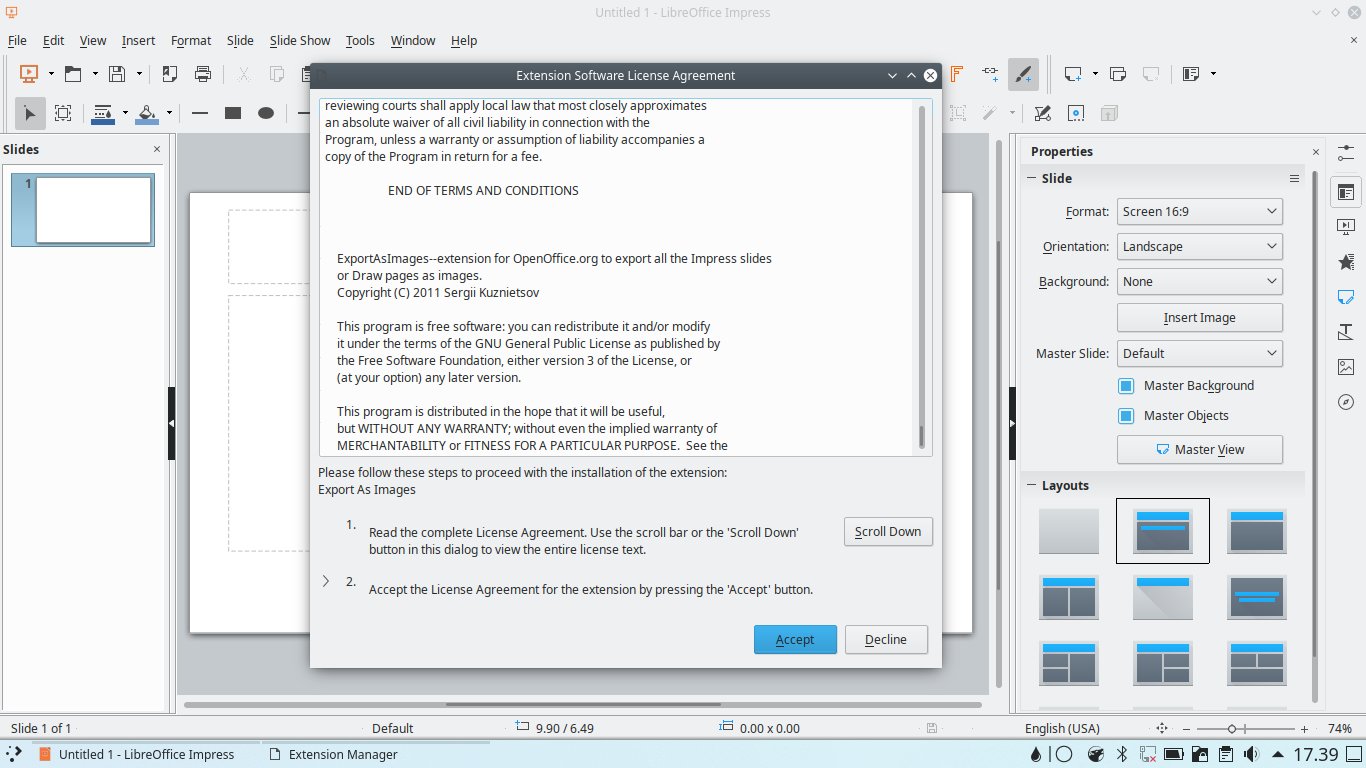 Untitled 1 - LibreOffice Impress
File Edit View Insert Format Slide Slide Show Tools Window Help
Extension Software License Agreement
Slides
1
reviewing courts shall apply local law that most closely approximates
an absolute waiver of all civil liability in connection with the
Program, unless a warranty or assumption of liability accompanies a
copy of the Program in return for a fee.
END OF TERMS AND CONDITIONS
ExportAsImages--extension for OpenOffice.org to export all the Impress slides
or Draw pages as images.
Copyright (C) 2011 Sergii Kuznietsov
This program is free software: you can redistribute it and/or modify
it under the terms of the GNU General Public License as published by
the Free Software Foundation, either version 3 of the License, or
(at your option) any later version.
This program is distributed in the hope that it will be useful,
but WITHOUT ANY WARRANTY; without even the implied warranty of
MERCHANTABILITY or FITNESS FOR A PARTICULAR PURPOSE. See the
Please follow these steps to proceed with the installation of the extension:
Export As Images
1. Read the complete License Agreement. Use the scroll bar or the 'Scroll Down'
button in this dialog to view the entire license text.
Scroll Down
2. Accept the License Agreement for the extension by pressing the 'Accept' button.
Accept Decline
Properties
Slide
Format: Screen 16:9
Orientation: Landscape
Background: None
Insert Image
Master Slide: Default
Master Background
Master Objects
Master View
Layouts
Slide 1 of 1 Default 9.90 / 6.49 0.00 x 0.00 English (USA) 74%
Untitled 1 - LibreOffice Impress Extension Manager 17.39